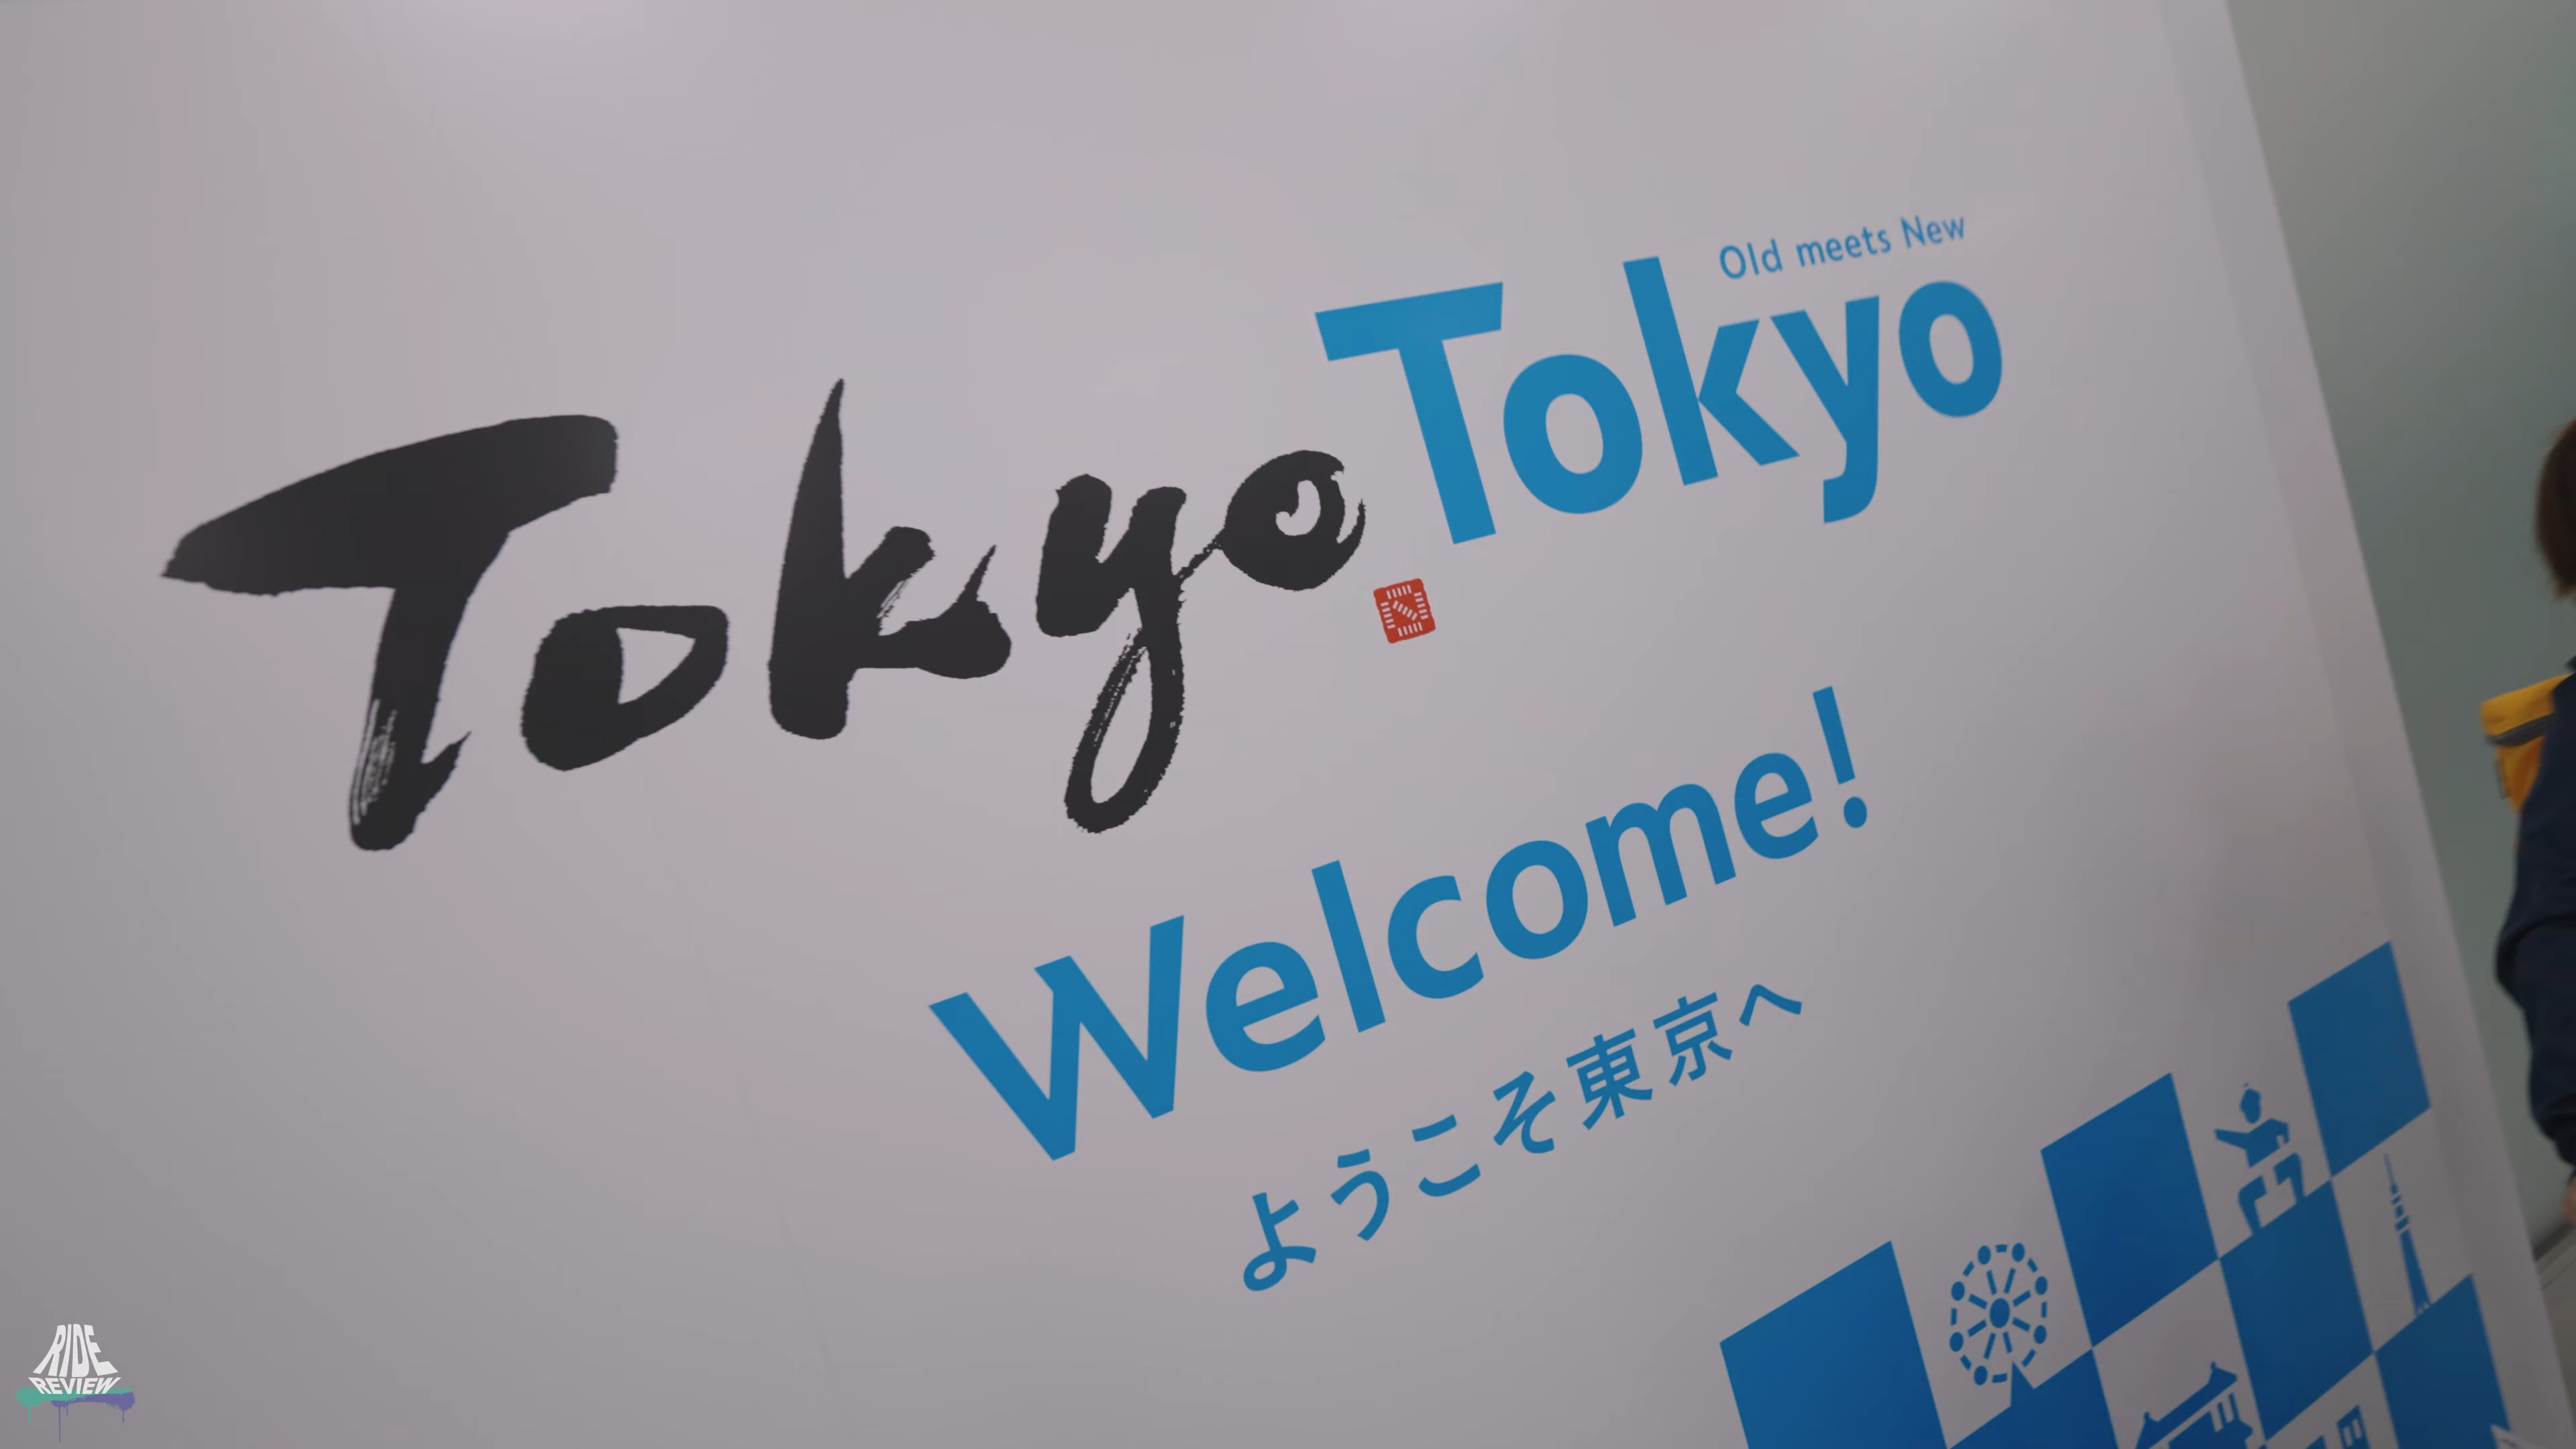 Old meets New
Tokyo Tokyo
Welcome!
ようこそ東京へ
RIDE
REVIEW